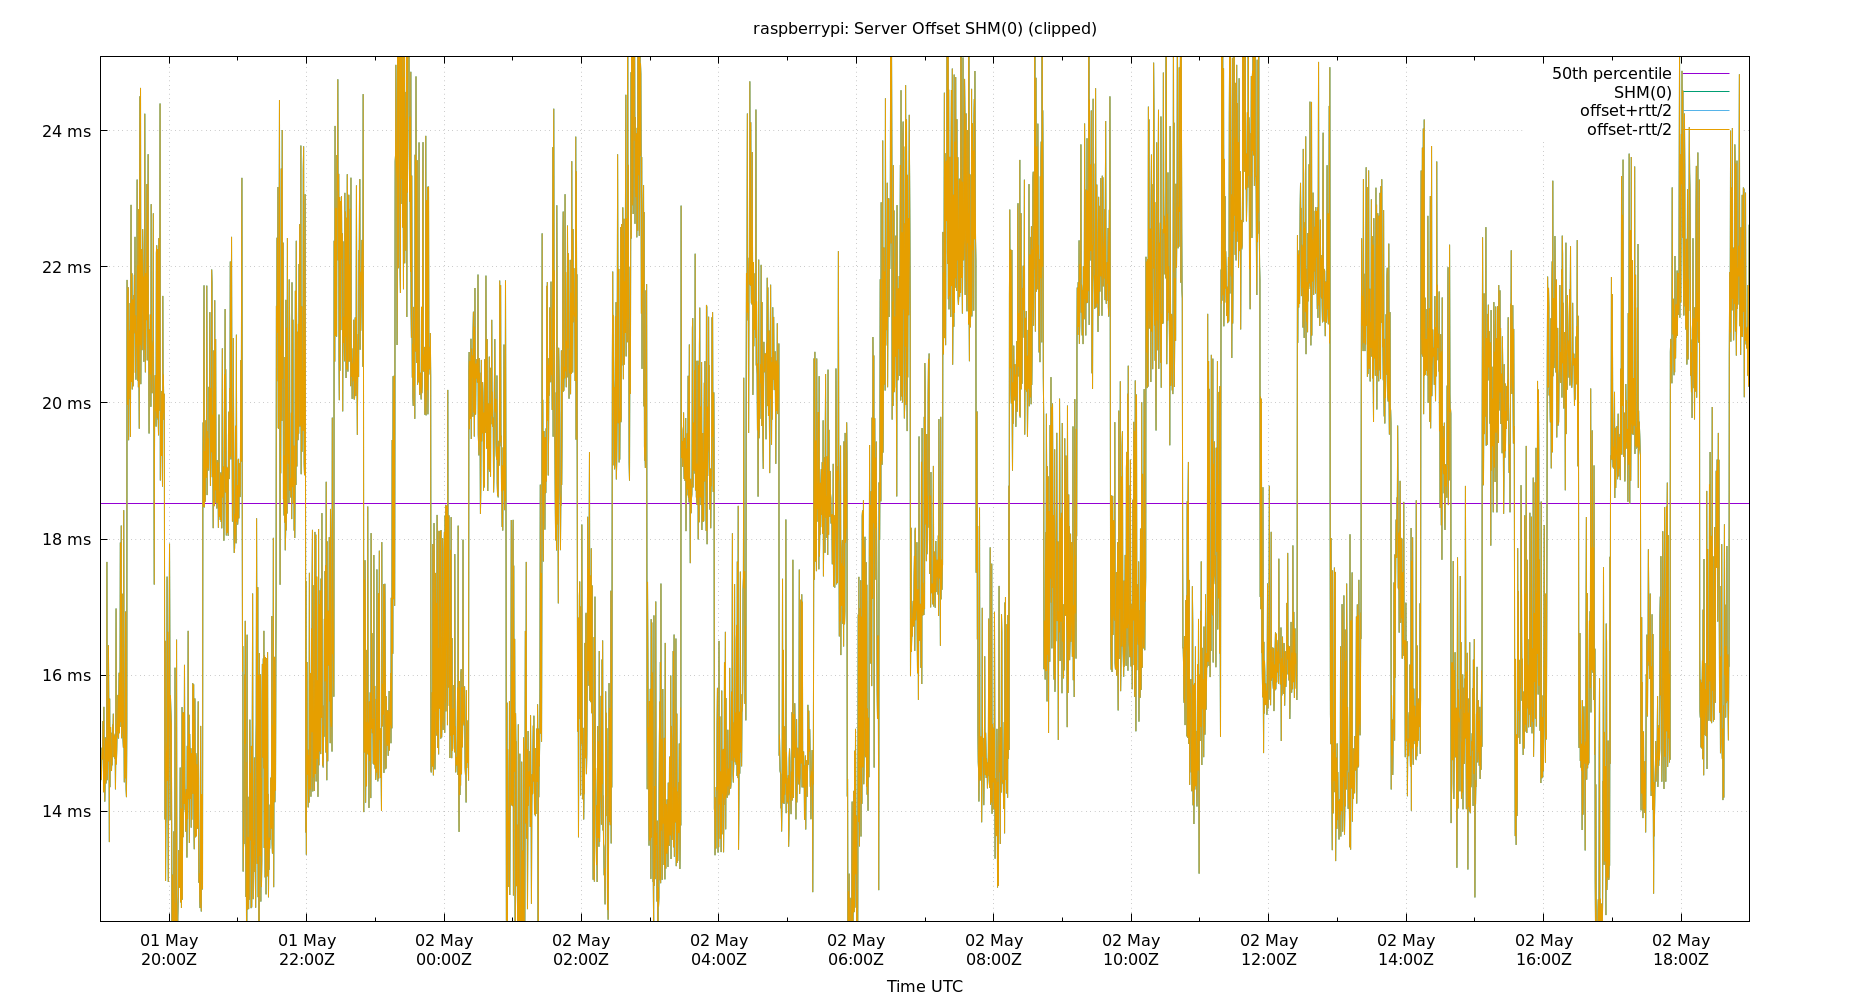 raspberrypi: Server Offset SHM(0) (clipped)
50th percentile
SHM(0)
offset+rtt/2
offset-rtt/2
24 ms
22 ms
20 ms
18 ms
16 ms
14 ms
01 May 01 May 02 May 02 May 02 May 02 May 02 May 02 May 02 May 02 May 02 May 02 May
20:00Z 22:00Z 00:00Z 02:00Z 04:00Z 06:00Z 08:00Z 10:00Z 12:00Z 14:00Z 16:00Z 18:00Z
Time UTC